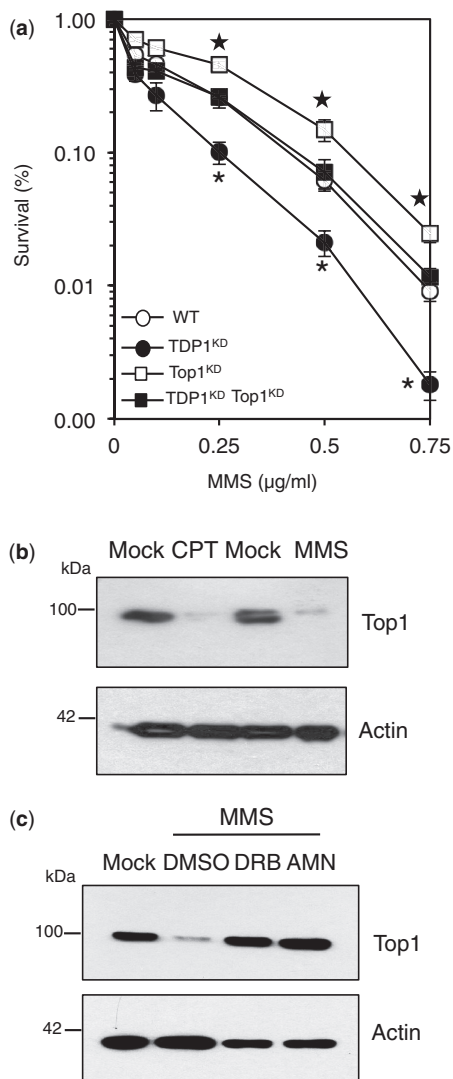 (a)
1.00
0.10
0.01
0.00
Survival (%)
WT
TDP1KD
Top1KD
TDP1KD Top1KD
0 0.25 0.5 0.75
MMS (µg/ml)
(b)
Mock CPT Mock MMS
kDa
100
Top1
42
Actin
(c)
MMS
Mock DMSO DRB AMN
kDa
100
Top1
42
Actin